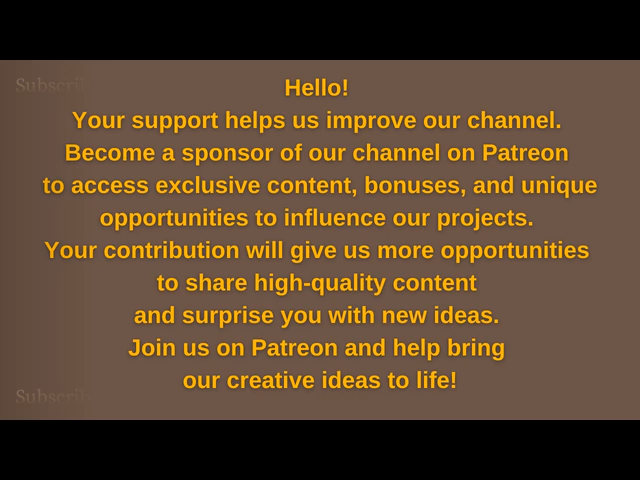 Hello!
Your support helps us improve our channel.
Become a sponsor of our channel on Patreon
to access exclusive content, bonuses, and unique
opportunities to influence our projects.
Your contribution will give us more opportunities
to share high-quality content
and surprise you with new ideas.
Join us on Patreon and help bring
our creative ideas to life!